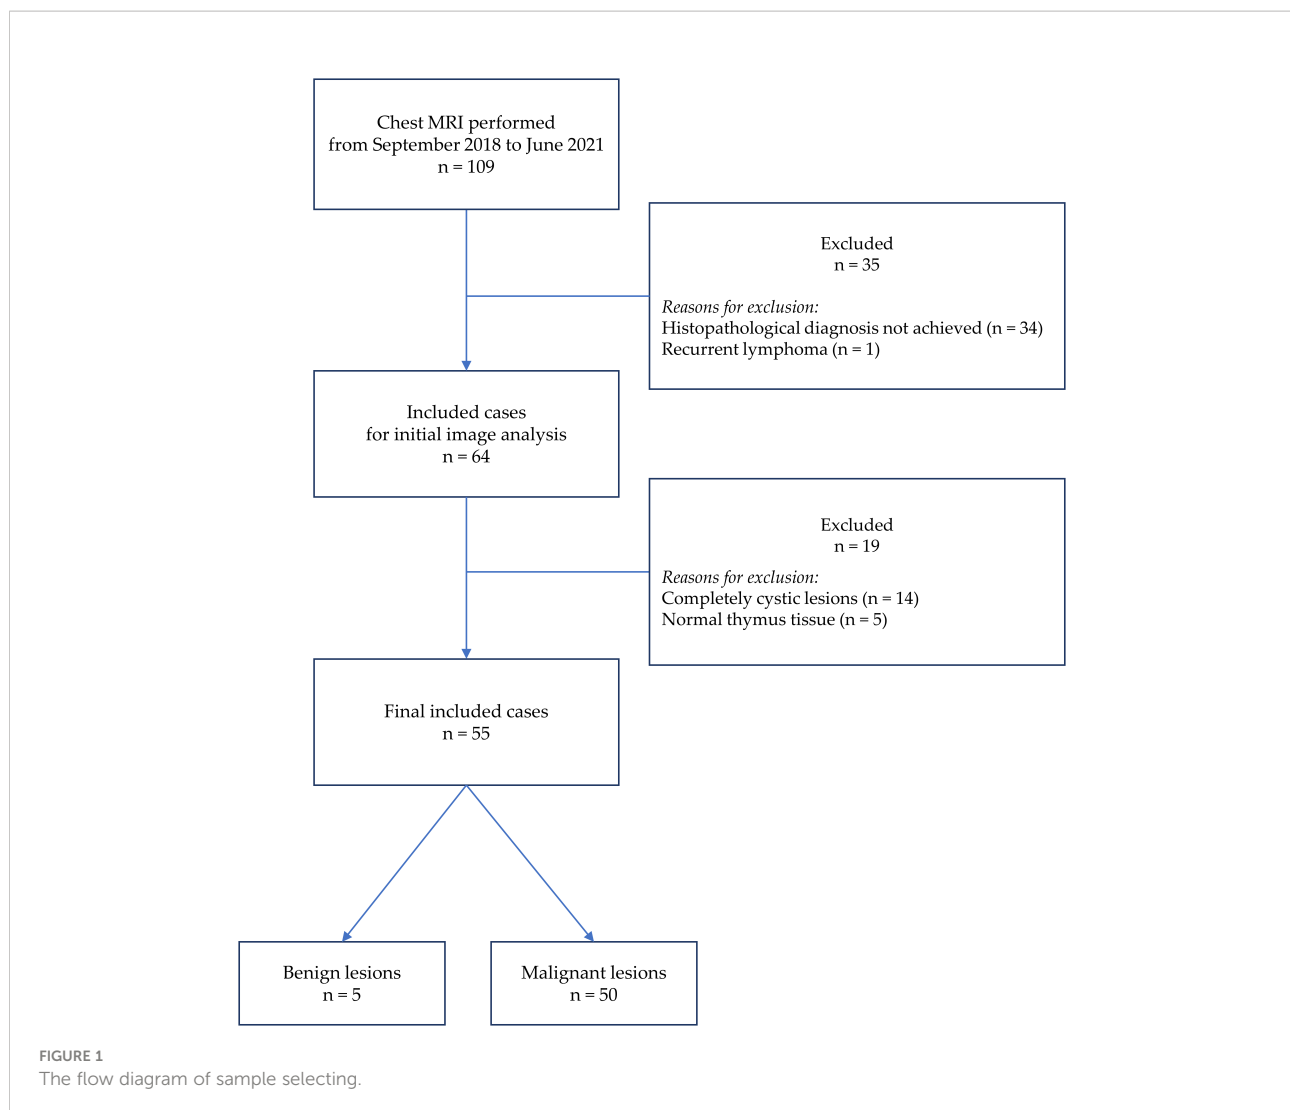 Chest MRI performed
from September 2018 to June 2021
n = 109
Excluded
n = 35
Reasons for exclusion:
Histopathological diagnosis not achieved (n = 34)
Recurrent lymphoma (n = 1)
Included cases
for initial image analysis
n = 64
Excluded
n = 19
Reasons for exclusion:
Completely cystic lesions (n = 14)
Normal thymus tissue (n = 5)
Final included cases
n = 55
Benign lesions
n = 5
Malignant lesions
n = 50
FIGURE 1
The flow diagram of sample selecting.